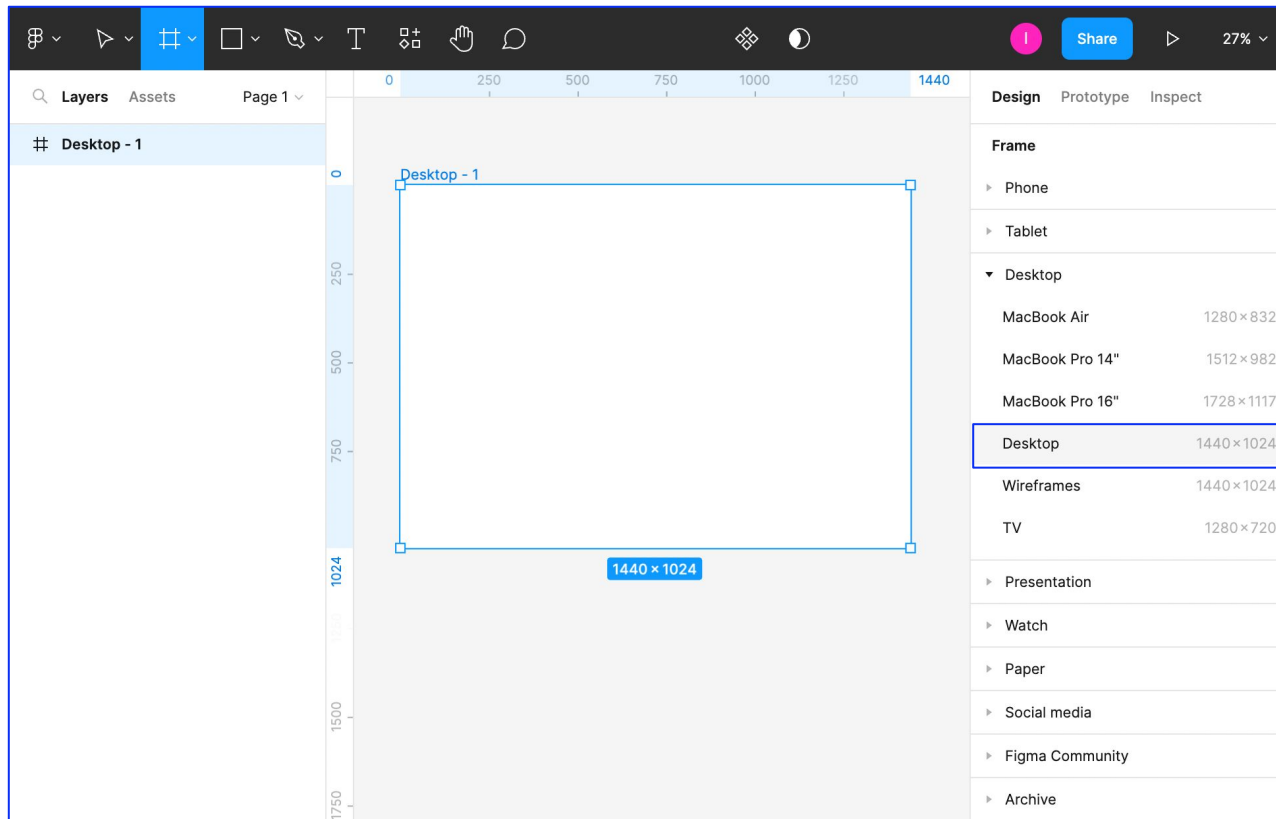 I
Share
27%
Layers
Assets
Page 1
0
250
500
750
1000
1250
1440
Design
Prototype
Inspect
Desktop - 1
Frame
0
Desktop - 1
Phone
Tablet
250
Desktop
MacBook Air 1280×832
500
MacBook Pro 14" 1512×982
MacBook Pro 16" 1728×1117
750
Desktop 1440×1024
Wireframes 1440×1024
TV 1280×720
1024
1440 × 1024
Presentation
Watch
Paper
1500
Social media
Figma Community
1750
Archive